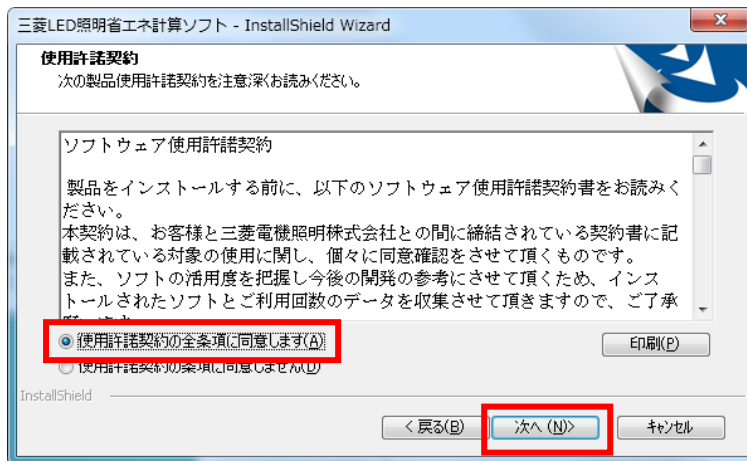 三菱LED照明省エネ計算ソフト - InstallShield Wizard
使用許諾契約
次の製品使用許諾契約を注意深くお読みください。
ソフトウェア使用許諾契約
製品をインストールする前に、以下のソフトウェア使用許諾契約書をお読みく
ださい。
本契約は、お客様と三菱電機照明株式会社との間に締結されている契約書に記
載されている対象の使用に関し、個々に同意確認をさせて頂くものです。
また、ソフトの活用度を把握し今後の開発の参考にさせて頂くため、インス
トールされたソフトとご利用回数のデータを収集させて頂きますので、ご了承
使用許諾契約の全条項に同意します(A)
印刷(P)
使用許諾契約の条項に同意しません(D)
InstallShield
< 戻る(B)
次へ (N)>
キャンセル